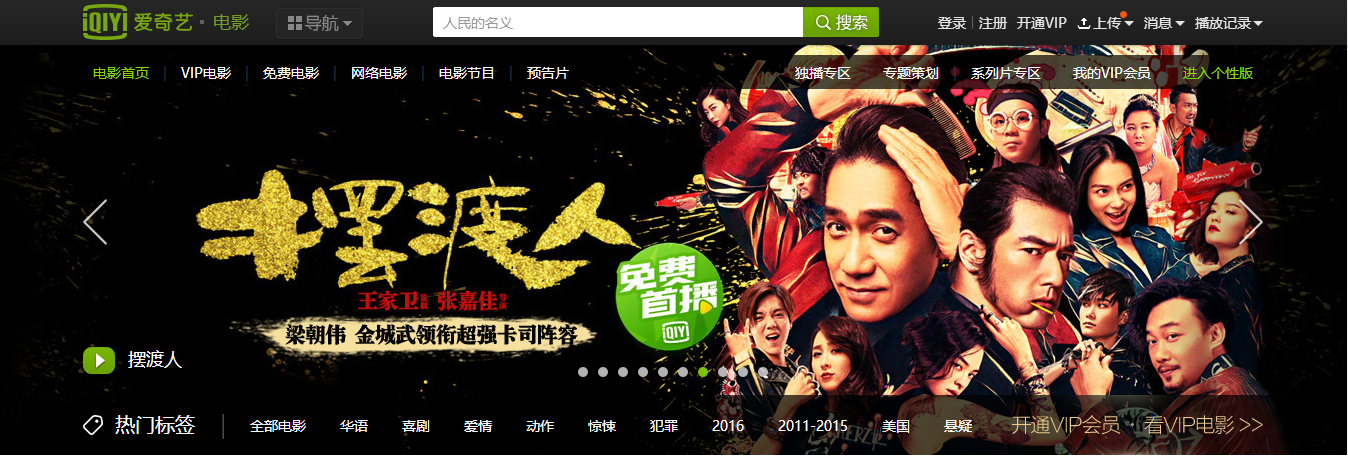 iQIYI 爱奇艺 · 电影 导航 人民的名义 搜索 登录 注册 开通VIP 上传 消息 播放记录
电影首页 VIP电影 免费电影 网络电影 电影节目 预告片 独播专区 专题策划 系列片专区 我的VIP会员 进入个性版
摆渡人
免费
首播
iQIYI
王家卫监制 张嘉佳导演
梁朝伟 金城武领衔超强卡司阵容
摆渡人
热门标签 全部电影 华语 喜剧 爱情 动作 惊悚 犯罪 2016 2011-2015 美国 悬疑 开通VIP会员 · 看VIP电影 >>